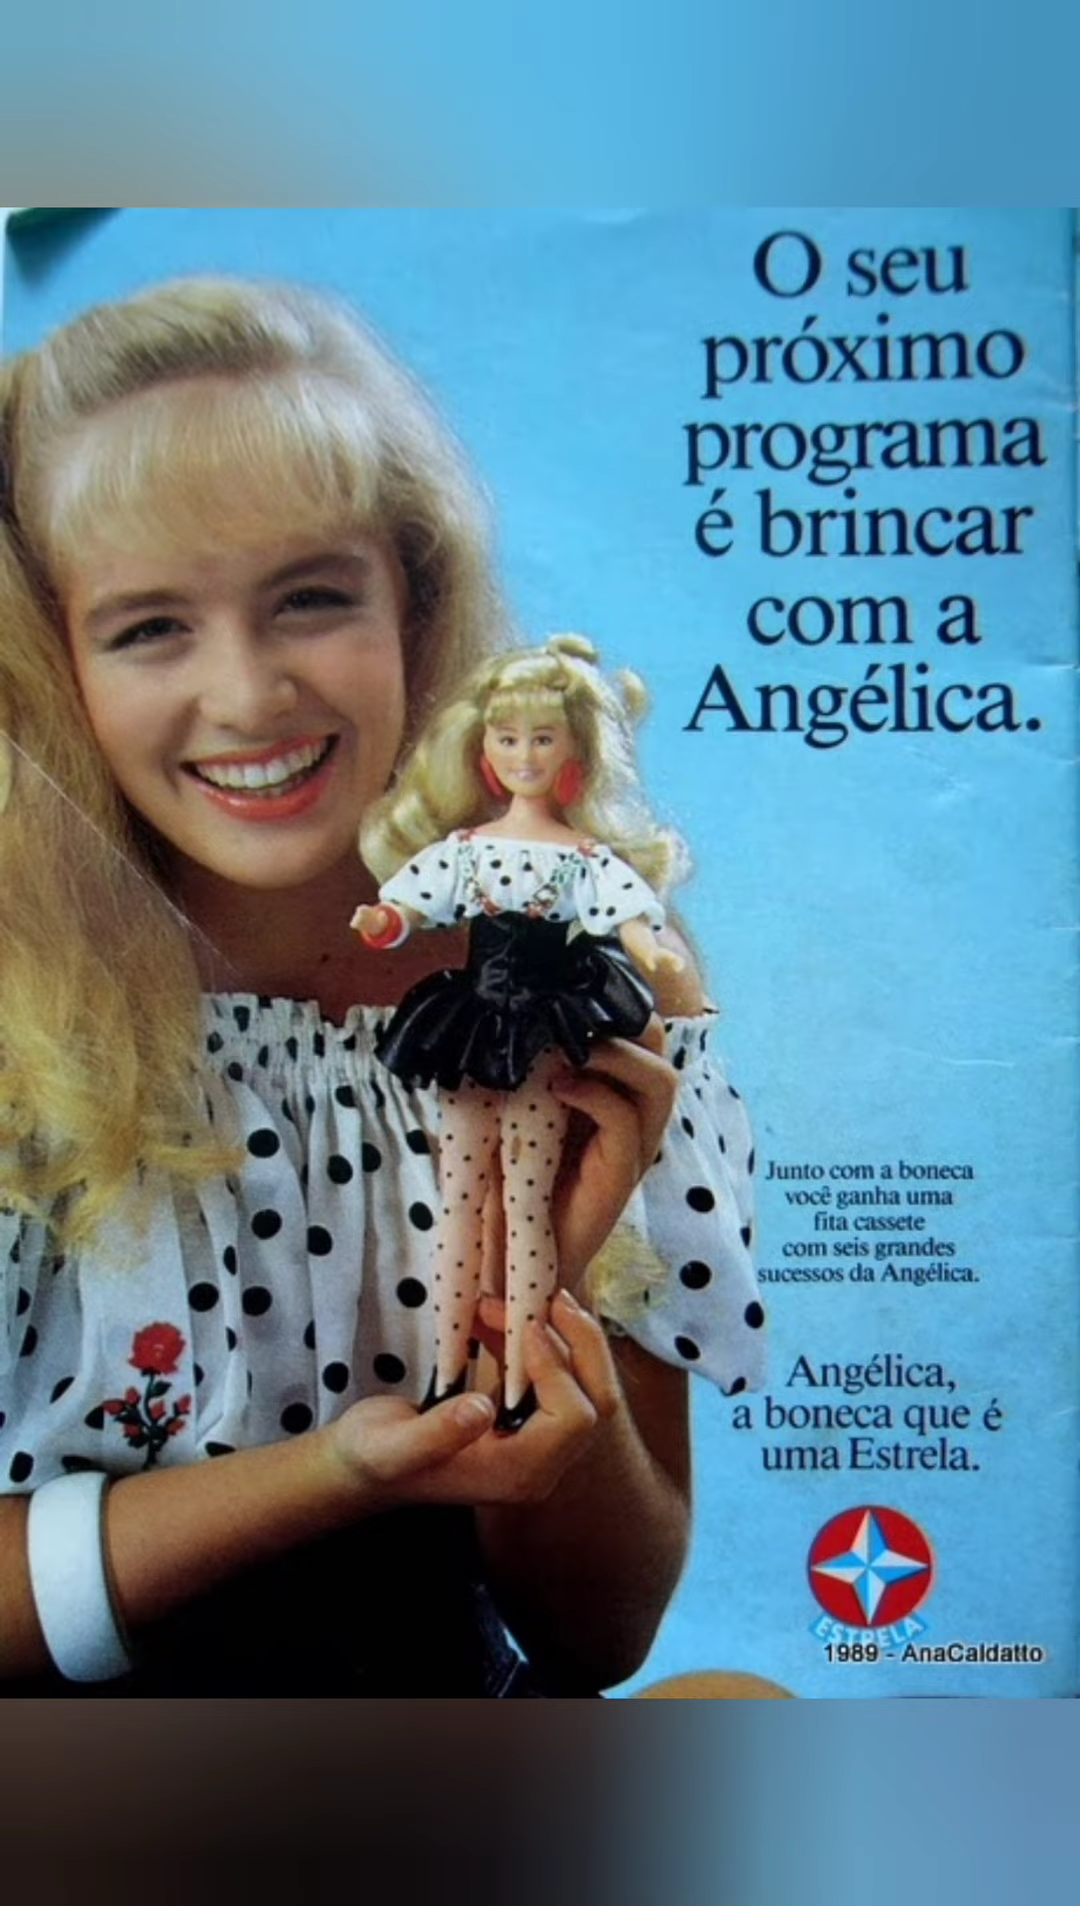 O seu
próximo
programa
é brincar
com a
Angélica.
Junto com a boneca
você ganha uma
fita cassete
com seis grandes
sucessos da Angélica.
Angélica,
a boneca que é
uma Estrela.
ESTRELA
1989 - AnaCaldatto